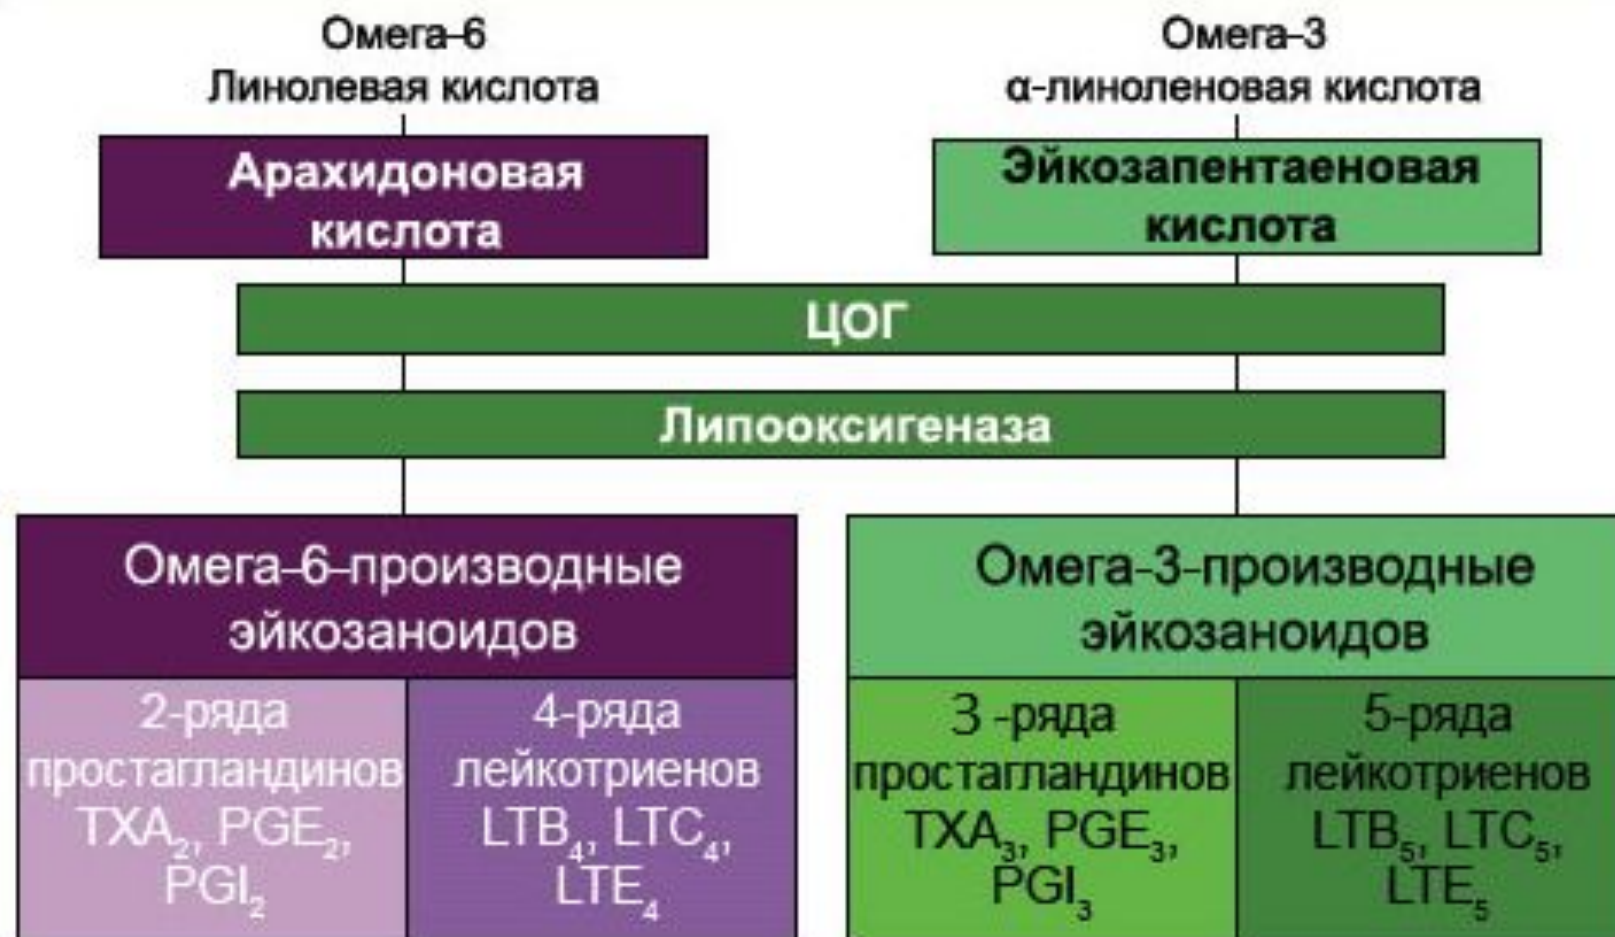 Омега-6
Линолевая кислота
Арахидоновая
кислота
Омега-3
α-линоленовая кислота
Эйкозапентаеновая
кислота
ЦОГ
Липооксигеназа
Омега-6-производные
эйкозаноидов
2-ряда
простагландинов
TXA₂, PGE₂,
PGI₂
4-ряда
лейкотриенов
LTB₄, LTC₄,
LTE₄
Омега-3-производные
эйкозаноидов
3 -ряда
простагландинов
TXA₃, PGE₃,
PGI₃
5-ряда
лейкотриенов
LTB₅, LTC₅,
LTE₅